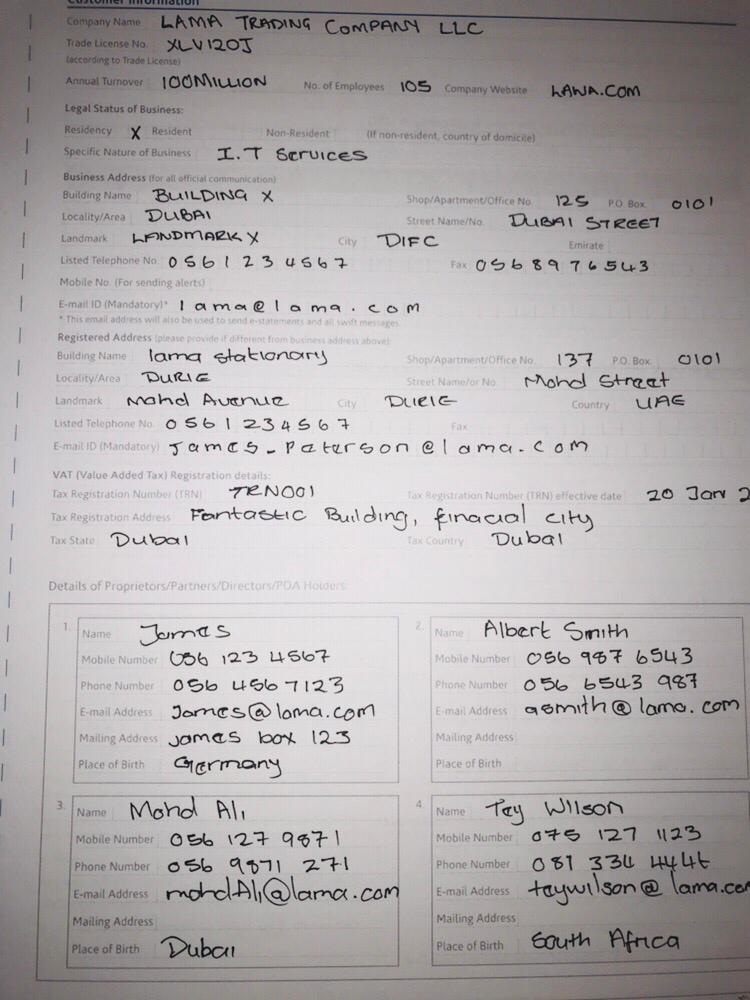 Customer Information
Company Name LAMA TRADING COMPANY LLC
Trade License No. XLV120J
(according to Trade License)
Annual Turnover 100MILLION No. of Employees 105 Company Website LAWA.COM
Legal Status of Business:
Residency X Resident Non-Resident (If non-resident, country of domicile)
Specific Nature of Business I.T Services
Business Address (for all official communication)
Building Name BUILDING X Shop/Apartment/Office No. 125 P.O. Box. 0101
Locality/Area DUBAI Street Name/No. DUBAI STREET
Landmark LANDMARK X City DIFC Emirate
Listed Telephone No. 0561234567 Fax 0568976543
Mobile No. (For sending alerts)
E-mail ID (Mandatory)* lama@lama.com
* This email address will also be used to send e-statements and all swift messages.
Registered Address (please provide if different from business address above):
Building Name lama stationary Shop/Apartment/Office No. 137 P.O. Box. 0101
Locality/Area DURIE Street Name/or No. Mohd Street
Landmark Mohd Avenue City DURIE Country UAE
Listed Telephone No. 0561234567 Fax
E-mail ID (Mandatory) James_Paterson@lama.com
VAT (Value Added Tax) Registration details:
Tax Registration Number (TRN) TRN001 Tax Registration Number (TRN) effective date 20 Jan 2
Tax Registration Address Fantastic Building, finacial city
Tax State Dubai Tax Country Dubai
Details of Proprietors/Partners/Directors/POA Holders:
1. Name James
Mobile Number 056 123 4567
Phone Number 056 456 7123
E-mail Address James@lama.com
Mailing Address james box 123
Place of Birth Germany
2. Name Albert Smith
Mobile Number 056 987 6543
Phone Number 056 6543 987
E-mail Address asmith@lama.com
Mailing Address
Place of Birth
3. Name Mohd Ali
Mobile Number 056 127 9871
Phone Number 056 9871 271
E-mail Address mohdAli@lama.com
Mailing Address
Place of Birth Dubai
4. Name Tay Wilson
Mobile Number 075 127 1123
Phone Number 081 334 4445
E-mail Address taywilson@lama.com
Mailing Address
Place of Birth South Africa